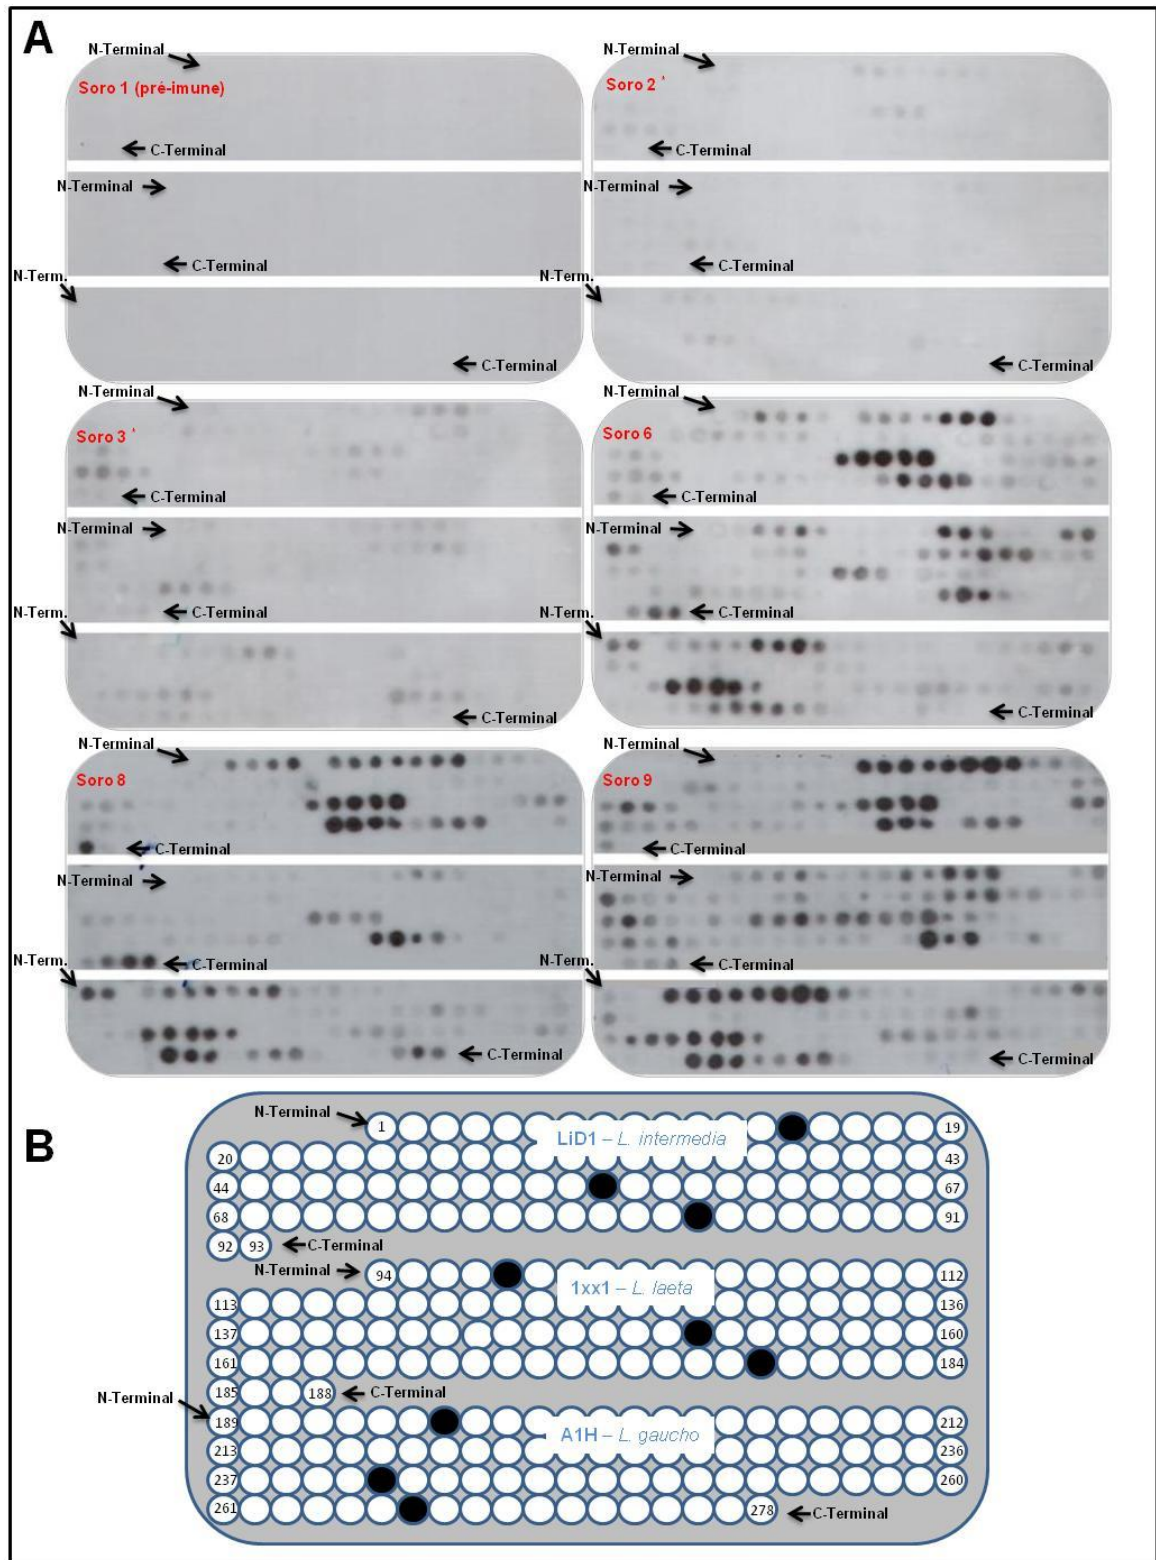 A
N-Terminal
N-Terminal
Soro 1 (pré-imune)
Soro 2 *
C-Terminal
C-Terminal
N-Terminal
N-Terminal
C-Terminal
C-Terminal
N-Term.
N-Term.
C-Terminal
C-Terminal
N-Terminal
N-Terminal
Soro 3 *
Soro 6
C-Terminal
C-Terminal
N-Terminal
N-Terminal
C-Terminal
C-Terminal
N-Term.
N-Term.
C-Terminal
C-Terminal
N-Terminal
N-Terminal
Soro 8
Soro 9
C-Terminal
C-Terminal
N-Terminal
N-Terminal
C-Terminal
C-Terminal
N-Term.
N-Term.
C-Terminal
C-Terminal
B
N-Terminal
1 19
LiD1 – L. intermedia
20 43
44 67
68 91
92 93 C-Terminal
N-Terminal
94 112
1xx1 – L. laeta
113 136
137 160
161 184
185 188 C-Terminal
N-Terminal
189 212
A1H – L. gaucho
213 236
237 260
261 278 C-Terminal